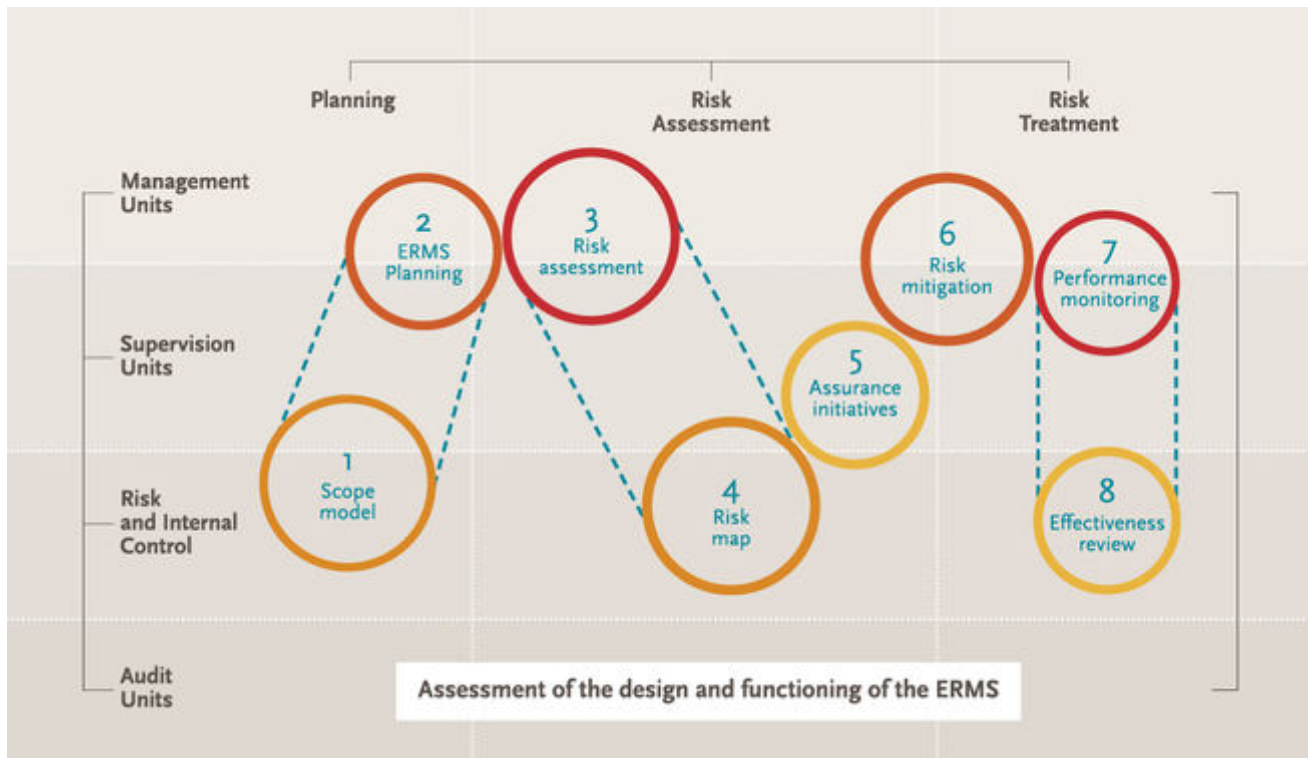 Planning
Risk
Assessment
Risk
Treatment
Management
Units
2
ERMS
Planning
3
Risk
assessment
6
Risk
mitigation
7
Performance
monitoring
Supervision
Units
5
Assurance
initiatives
1
Scope
model
4
Risk
map
8
Effectiveness
review
Risk
and Internal
Control
Audit
Units
Assessment of the design and functioning of the ERMS